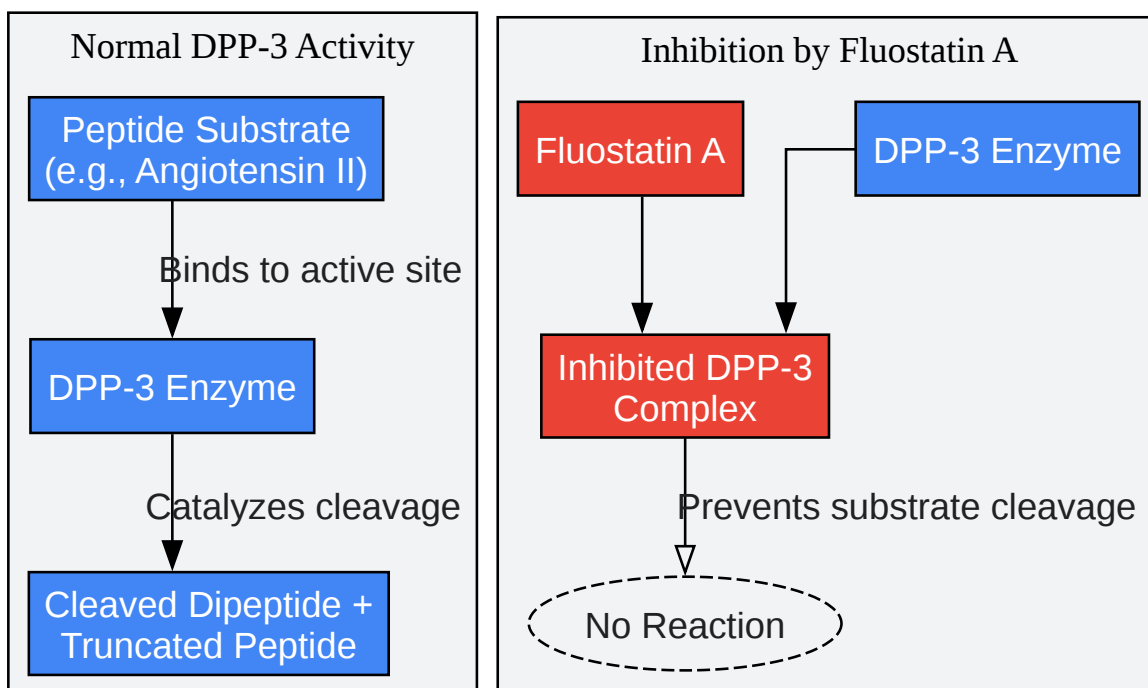 Normal DPP-3 Activity
Peptide Substrate
(e.g., Angiotensin II)
Binds to active site
DPP-3 Enzyme
Catalyzes cleavage
Cleaved Dipeptide +
Truncated Peptide
Inhibition by Fluostatin A
Fluostatin A
DPP-3 Enzyme
Inhibited DPP-3
Complex
Prevents substrate cleavage
No Reaction